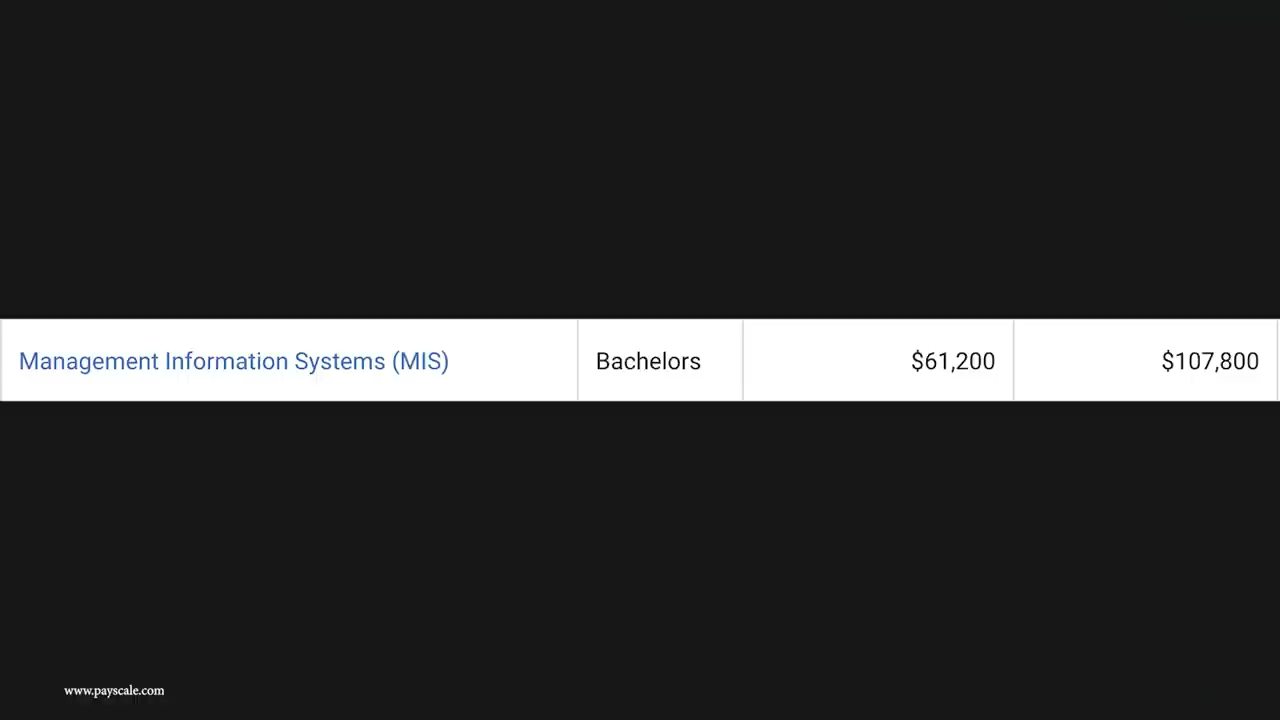 Management Information Systems (MIS) Bachelors $61,200 $107,800
www.payscale.com